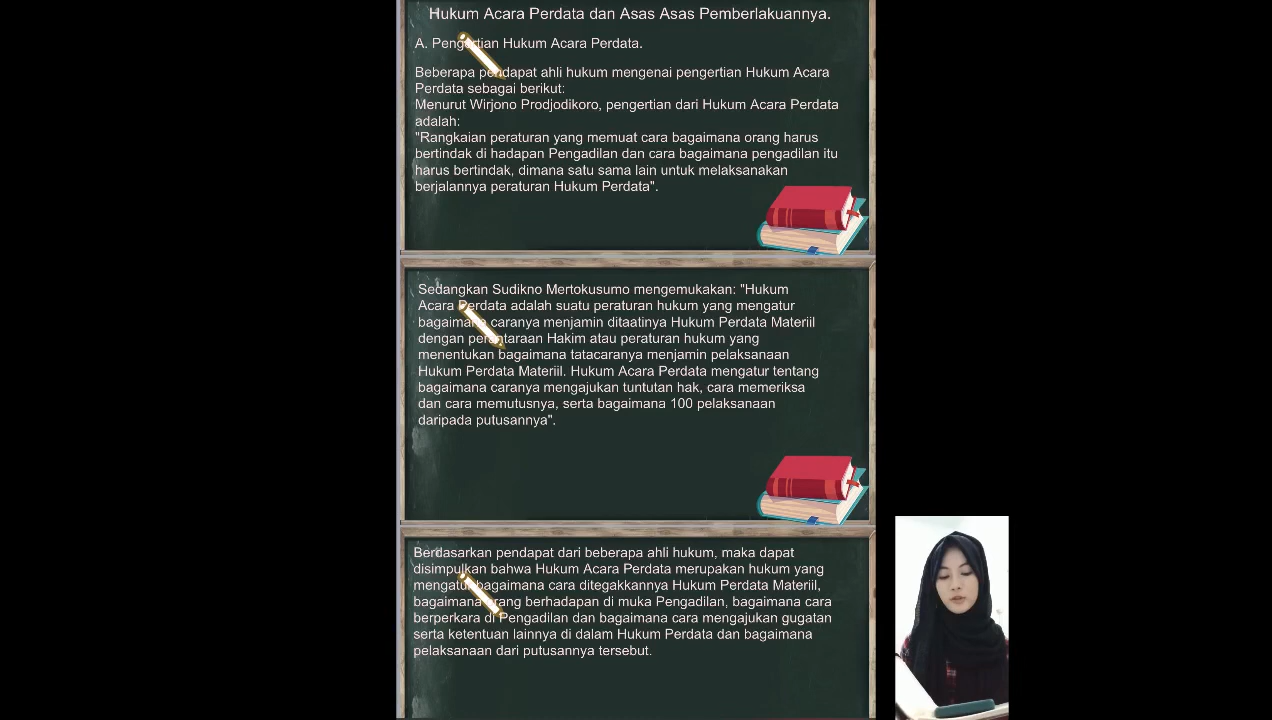 Hukum Acara Perdata dan Asas Asas Pemberlakuannya.
A. Pengertian Hukum Acara Perdata.
Beberapa pendapat ahli hukum mengenai pengertian Hukum Acara
Perdata sebagai berikut:
Menurut Wirjono Prodjodikoro, pengertian dari Hukum Acara Perdata
adalah:
"Rangkaian peraturan yang memuat cara bagaimana orang harus
bertindak di hadapan Pengadilan dan cara bagaimana pengadilan itu
harus bertindak, dimana satu sama lain untuk melaksanakan
berjalannya peraturan Hukum Perdata".
Sedangkan Sudikno Mertokusumo mengemukakan: "Hukum
Acara Perdata adalah suatu peraturan hukum yang mengatur
bagaimana caranya menjamin ditaatinya Hukum Perdata Materiil
dengan perantaraan Hakim atau peraturan hukum yang
menentukan bagaimana tatacaranya menjamin pelaksanaan
Hukum Perdata Materiil. Hukum Acara Perdata mengatur tentang
bagaimana caranya mengajukan tuntutan hak, cara memeriksa
dan cara memutusnya, serta bagaimana 100 pelaksanaan
daripada putusannya".
Berdasarkan pendapat dari beberapa ahli hukum, maka dapat
disimpulkan bahwa Hukum Acara Perdata merupakan hukum yang
mengatur bagaimana cara ditegakkannya Hukum Perdata Materiil,
bagaimana orang berhadapan di muka Pengadilan, bagaimana cara
berperkara di Pengadilan dan bagaimana cara mengajukan gugatan
serta ketentuan lainnya di dalam Hukum Perdata dan bagaimana
pelaksanaan dari putusannya tersebut.